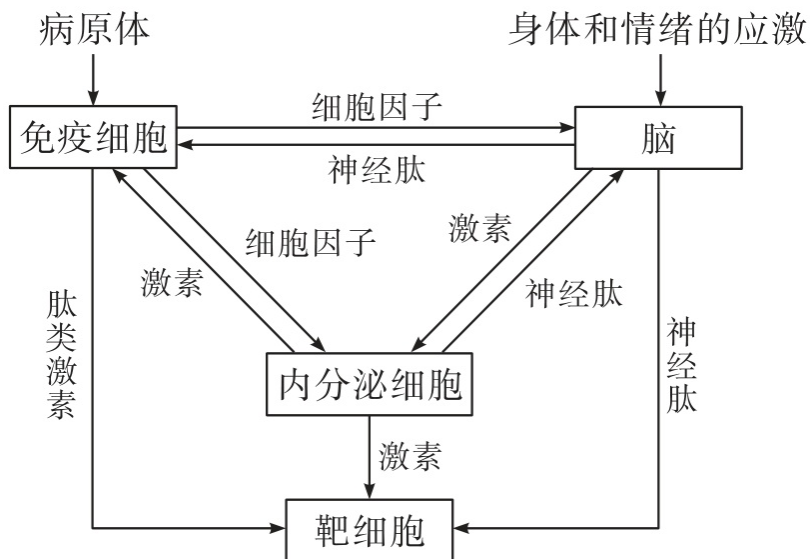 病原体
身体和情绪的应激
免疫细胞
细胞因子
脑
神经肽
细胞因子
激素
激素
神经肽
肽类激素
神经肽
内分泌细胞
激素
靶细胞